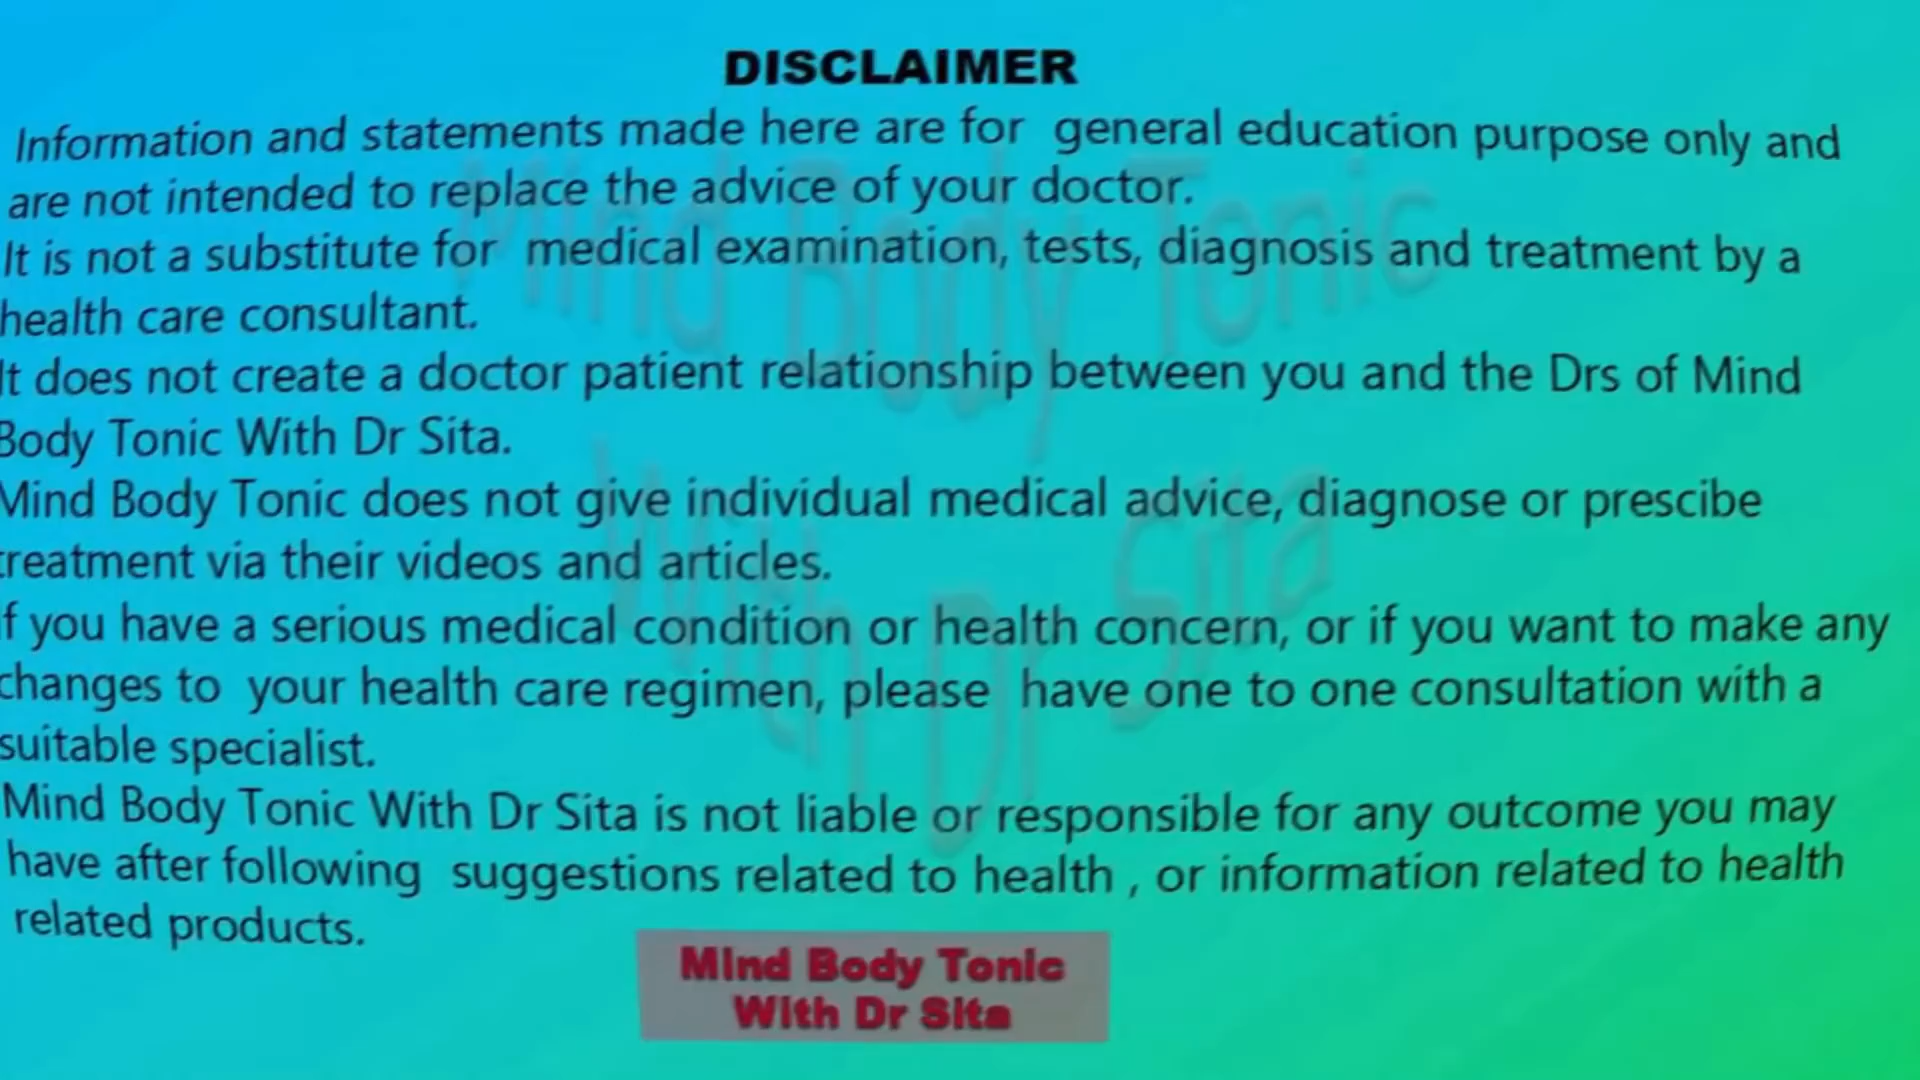 DISCLAIMER
Information and statements made here are for general education purpose only and
are not intended to replace the advice of your doctor.
It is not a substitute for medical examination, tests, diagnosis and treatment by a
health care consultant.
It does not create a doctor patient relationship between you and the Drs of Mind
Body Tonic With Dr Sita.
Mind Body Tonic does not give individual medical advice, diagnose or prescibe
treatment via their videos and articles.
If you have a serious medical condition or health concern, or if you want to make any
changes to your health care regimen, please have one to one consultation with a
suitable specialist.
Mind Body Tonic With Dr Sita is not liable or responsible for any outcome you may
have after following suggestions related to health , or information related to health
related products.
Mind Body Tonic
With Dr Sita
Mind Body Tonic
With Dr Sita